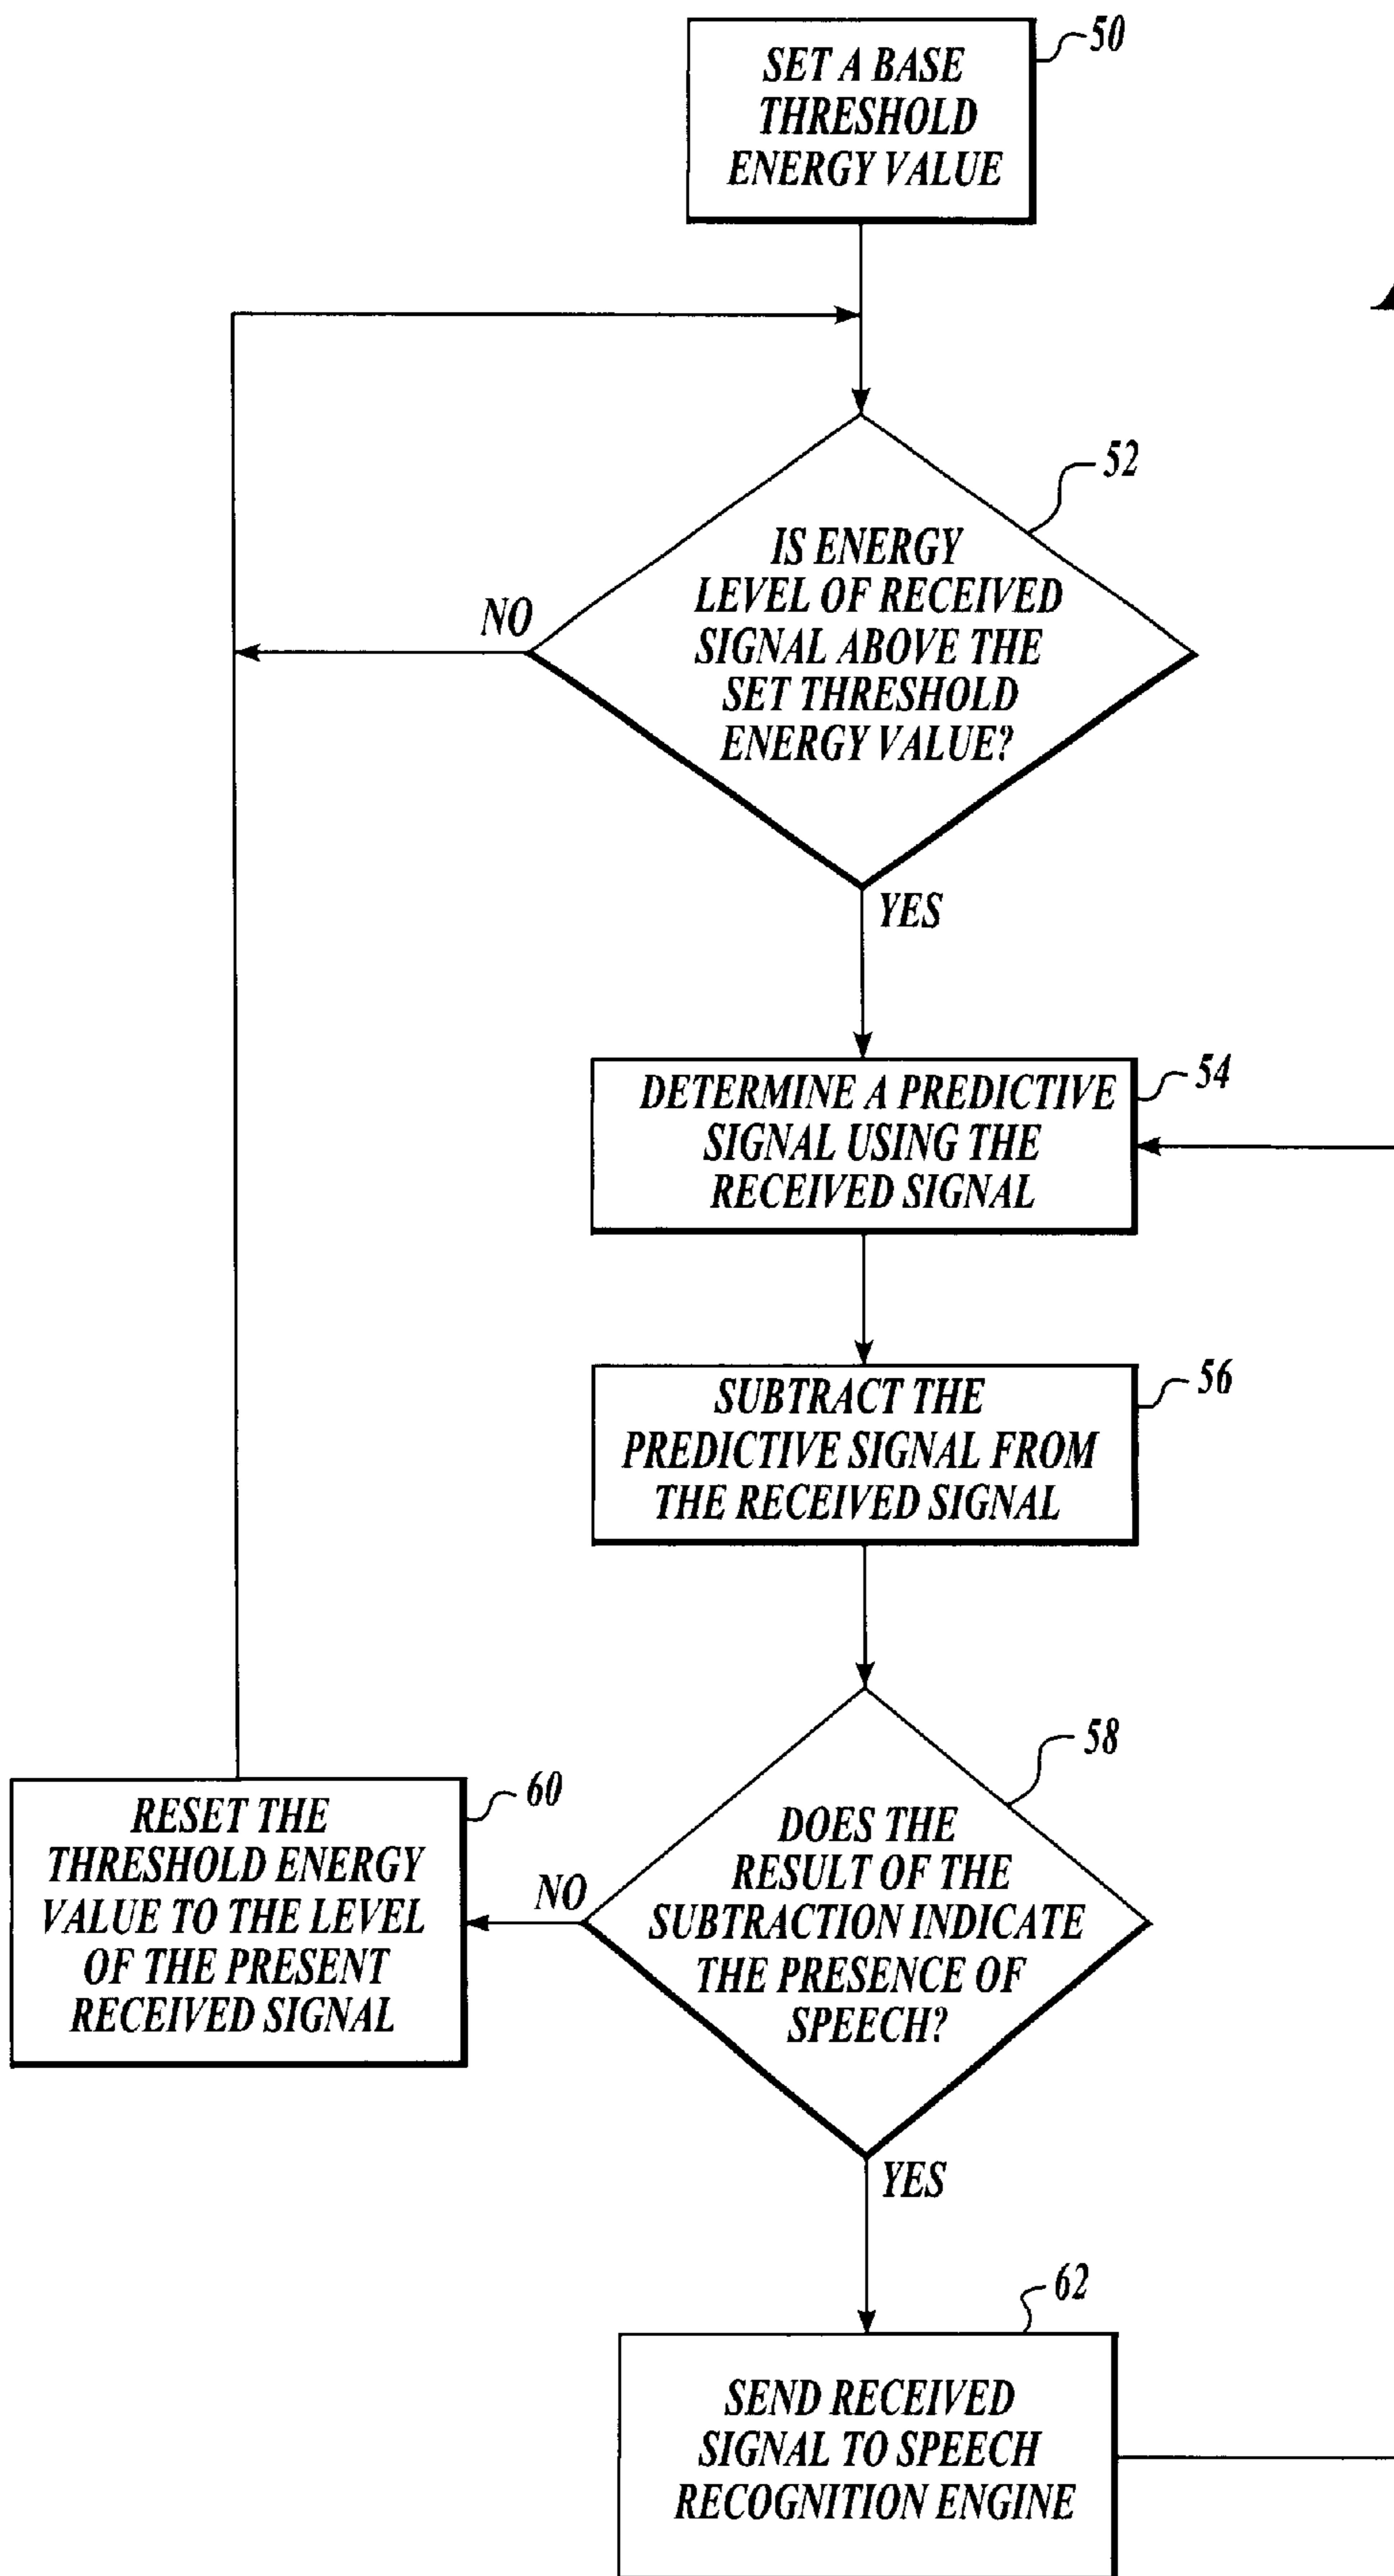 50
SET A BASE
THRESHOLD
ENERGY VALUE
52
IS ENERGY
LEVEL OF RECEIVED
SIGNAL ABOVE THE
SET THRESHOLD
ENERGY VALUE?
NO
YES
54
DETERMINE A PREDICTIVE
SIGNAL USING THE
RECEIVED SIGNAL
56
SUBTRACT THE
PREDICTIVE SIGNAL FROM
THE RECEIVED SIGNAL
58
DOES THE
RESULT OF THE
SUBTRACTION INDICATE
THE PRESENCE OF
SPEECH?
NO
60
RESET THE
THRESHOLD ENERGY
VALUE TO THE LEVEL
OF THE PRESENT
RECEIVED SIGNAL
YES
62
SEND RECEIVED
SIGNAL TO SPEECH
RECOGNITION ENGINE